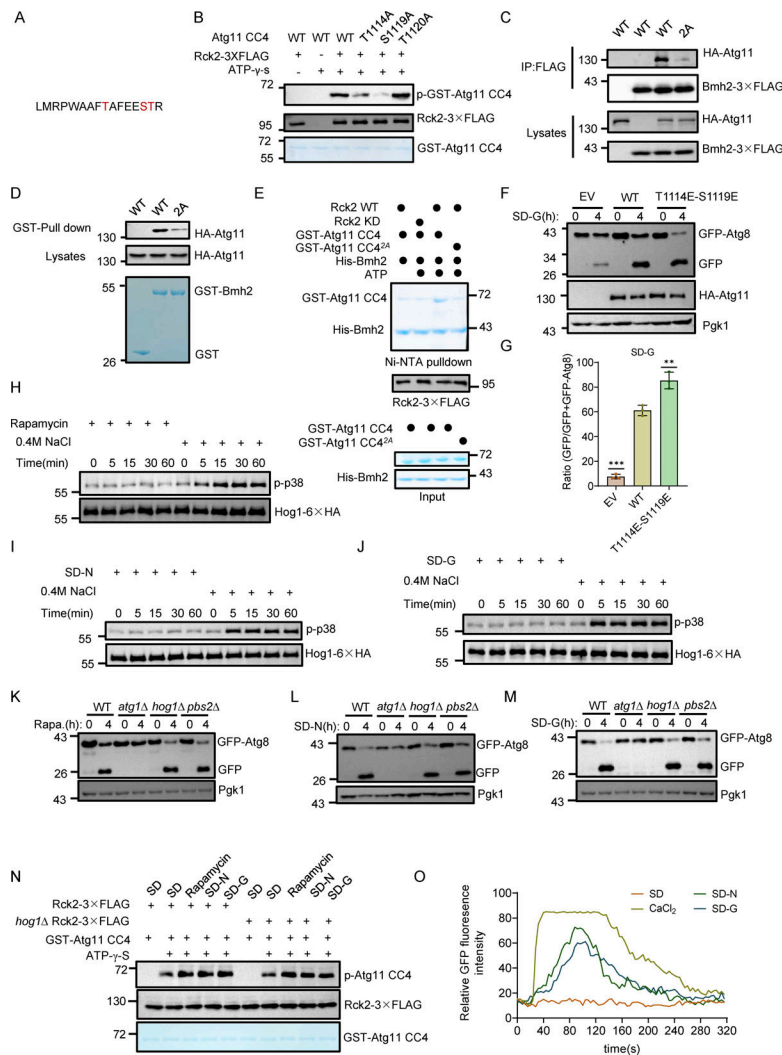 A
LMRPWAAFTAFEESTR
B
Atg11 CC4 WT WT WT T1114A S1119A T1120A
Rck2-3XFLAG + - + + + +
ATP-γ-s - + + + + +
72
55
p-GST-Atg11 CC4
95
Rck2-3×FLAG
72
55
GST-Atg11 CC4
C
WT WT WT 2A
IP:FLAG
130
HA-Atg11
43
Bmh2-3×FLAG
Lysates
130
HA-Atg11
43
Bmh2-3×FLAG
D
WT WT 2A
GST-Pull down
130
HA-Atg11
Lysates
130
HA-Atg11
55
GST-Bmh2
26
GST
E
Rck2 WT
Rck2 KD
GST-Atg11 CC4
GST-Atg11 CC4²ᴬ
His-Bmh2
ATP
GST-Atg11 CC4
72
His-Bmh2
43
Ni-NTA pulldown
95
Rck2-3×FLAG
GST-Atg11 CC4
GST-Atg11 CC4²ᴬ
GST-Atg11 CC4
72
His-Bmh2
43
Input
F
EV WT T1114E-S1119E
SD-G(h): 0 4 0 4 0 4
43
GFP-Atg8
34
26
GFP
130
HA-Atg11
43
Pgk1
G
SD-G
Ratio (GFP/GFP+GFP-Atg8)
100
80
60
40
20
0
***
**
EV
WT
T1114E-S1119E
H
Rapamycin + + + + +
0.4M NaCl + + + + +
Time(min) 0 5 15 30 60 0 5 15 30 60
55
p-p38
55
Hog1-6×HA
I
SD-N + + + + +
0.4M NaCl + + + + +
Time(min) 0 5 15 30 60 0 5 15 30 60
55
p-p38
55
Hog1-6×HA
J
SD-G + + + + +
0.4M NaCl + + + + +
Time(min) 0 5 15 30 60 0 5 15 30 60
55
p-p38
55
Hog1-6×HA
K
WT atg1Δ hog1Δ pbs2Δ
Rapa.(h) 0 4 0 4 0 4 0 4
43
GFP-Atg8
26
GFP
43
Pgk1
L
WT atg1Δ hog1Δ pbs2Δ
SD-N(h): 0 4 0 4 0 4 0 4
43
GFP-Atg8
26
GFP
43
Pgk1
M
WT atg1Δ hog1Δ pbs2Δ
SD-G(h) 0 4 0 4 0 4 0 4
43
GFP-Atg8
26
GFP
43
Pgk1
N
SD SD Rapamycin SD-N SD-G SD SD Rapamycin SD-N SD-G
Rck2-3×FLAG + + + + +
hog1Δ Rck2-3×FLAG + + + + +
GST-Atg11 CC4 + + + + + + + + + +
ATP-γ-S + + + + + + + +
72
p-Atg11 CC4
130
Rck2-3×FLAG
72
GST-Atg11 CC4
O
SD
CaCl₂
SD-N
SD-G
Relative GFP fluoresence
intensity
100
80
60
40
20
0
0 40 80 120 160 200 240 280 320
time(s)